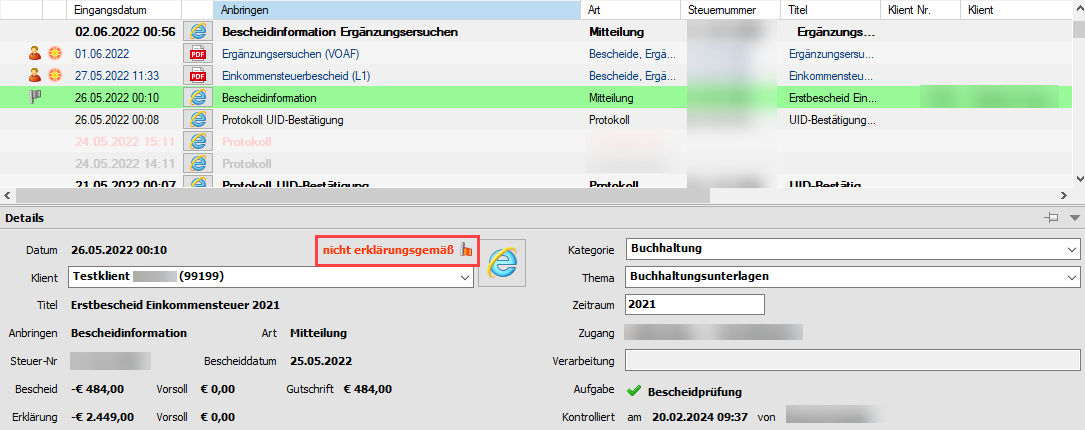 Eingangsdatum Anbringen Art Steuernummer Titel Klient Nr. Klient
02.06.2022 00:56 Bescheidinformation Ergänzungsersuchen Mitteilung Ergänzungs...
01.06.2022 PDF Ergänzungsersuchen (VOAF) Bescheide, Ergä... Ergänzungsersu...
27.05.2022 11:33 PDF Einkommensteuerbescheid (L1) Bescheide, Ergä... Einkommensteu...
26.05.2022 00:10 Bescheidinformation Mitteilung Erstbescheid Ein...
26.05.2022 00:08 Protokoll UID-Bestätigung Protokoll UID-Bestätigung...
24.05.2022 15:11 Protokoll
24.05.2022 14:11 Protokoll
21.05.2022 00:07 Protokoll UID-Bestätigung Protokoll UID-Bestätig...
Details
Datum 26.05.2022 00:10 nicht erklärungsgemäß Kategorie Buchhaltung
Klient Testklient (99199) Thema Buchhaltungsunterlagen
Titel Erstbescheid Einkommensteuer 2021 Zeitraum 2021
Anbringen Bescheidinformation Art Mitteilung Zugang
Steuer-Nr Bescheiddatum 25.05.2022 Verarbeitung
Bescheid -€ 484,00 Vorsoll € 0,00 Gutschrift € 484,00 Aufgabe Bescheidprüfung
Erklärung -€ 2.449,00 Vorsoll € 0,00 Kontrolliert am 20.02.2024 09:37 von